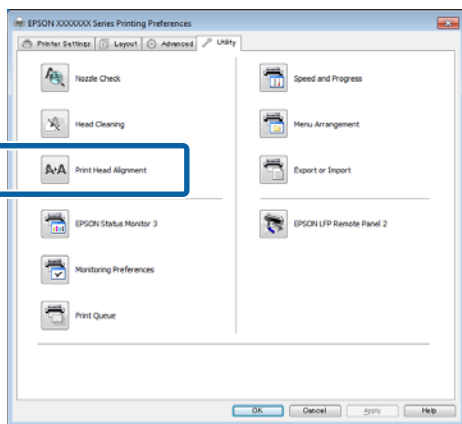 EPSON XXXXXXX Series Printing Preferences
Printer Settings Layout Advanced Utility
Nozzle Check
Speed and Progress
Head Cleaning
Menu Arrangement
A+A Print Head Alignment
Export or Import
EPSON Status Monitor 3
EPSON LFP Remote Panel 2
Monitoring Preferences
Print Queue
OK Cancel Apply Help